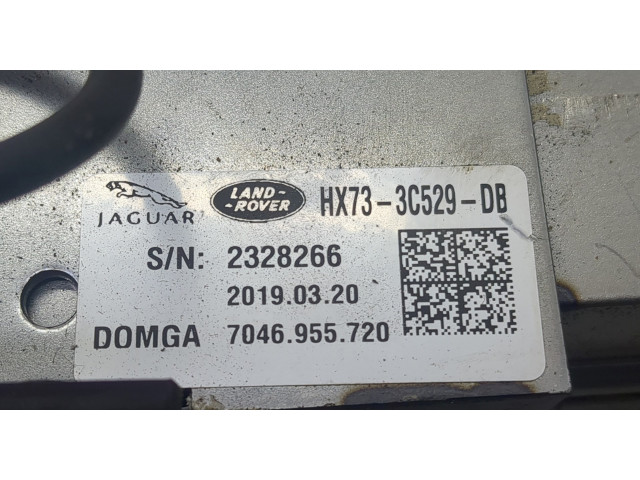 JAGUAR LAND-ROVER HX73-3C529-DB
S/N: 2328266
2019.03.20
DOMGA 7046.955.720